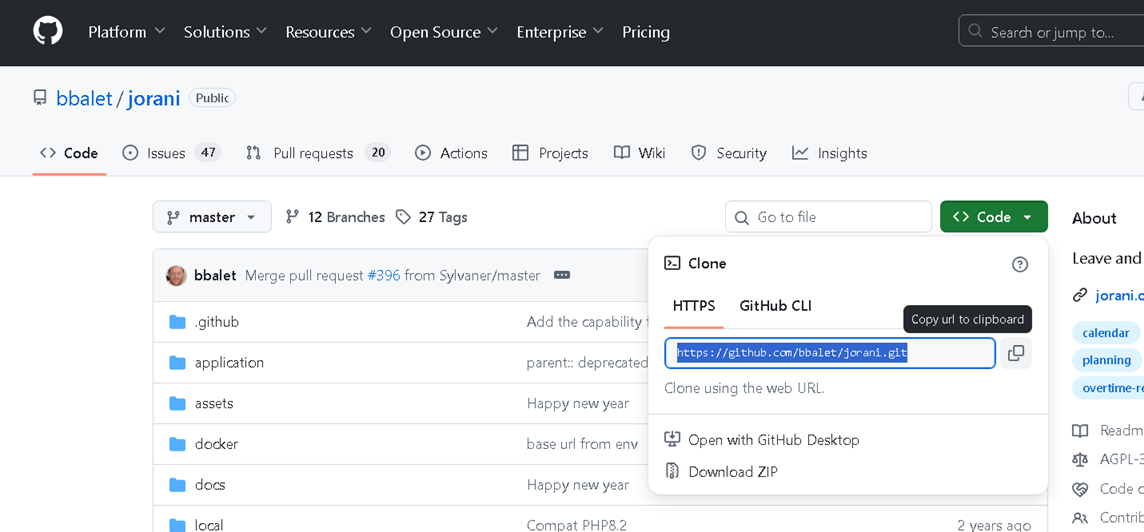 Platform Solutions Resources Open Source Enterprise Pricing Search or jump to...
bbalet / jorani Public
Code Issues 47 Pull requests 20 Actions Projects Wiki Security Insights
master 12 Branches 27 Tags Go to file Code About
Clone
Leave and
bbalet Merge pull request #396 from Sylvaner/master
HTTPS GitHub CLI
Copy url to clipboard
.github Add the capability
calendar
https://github.com/bbalet/jorani.git
application parent:: deprecated
planning
Clone using the web URL.
overtime-re
assets Happy new year
Readm
docker base url from env
Open with GitHub Desktop
AGPL-3
Download ZIP
docs Happy new year
Code
Contrib
local Compat PHP8.2 2 years ago